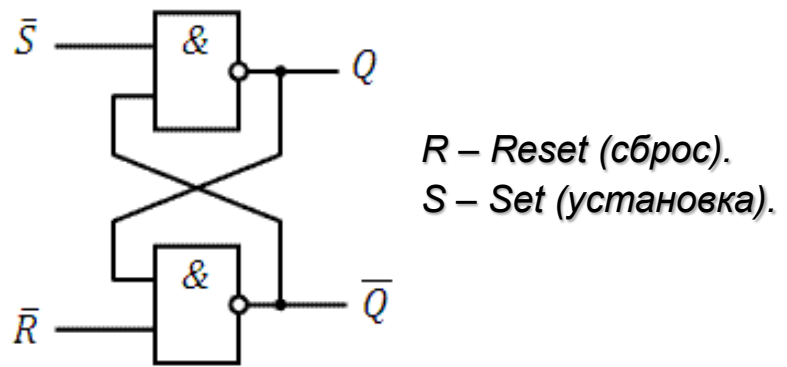 S̄
&
Q
R – Reset (сброс).
S – Set (установка).
&
Q̅
R̄